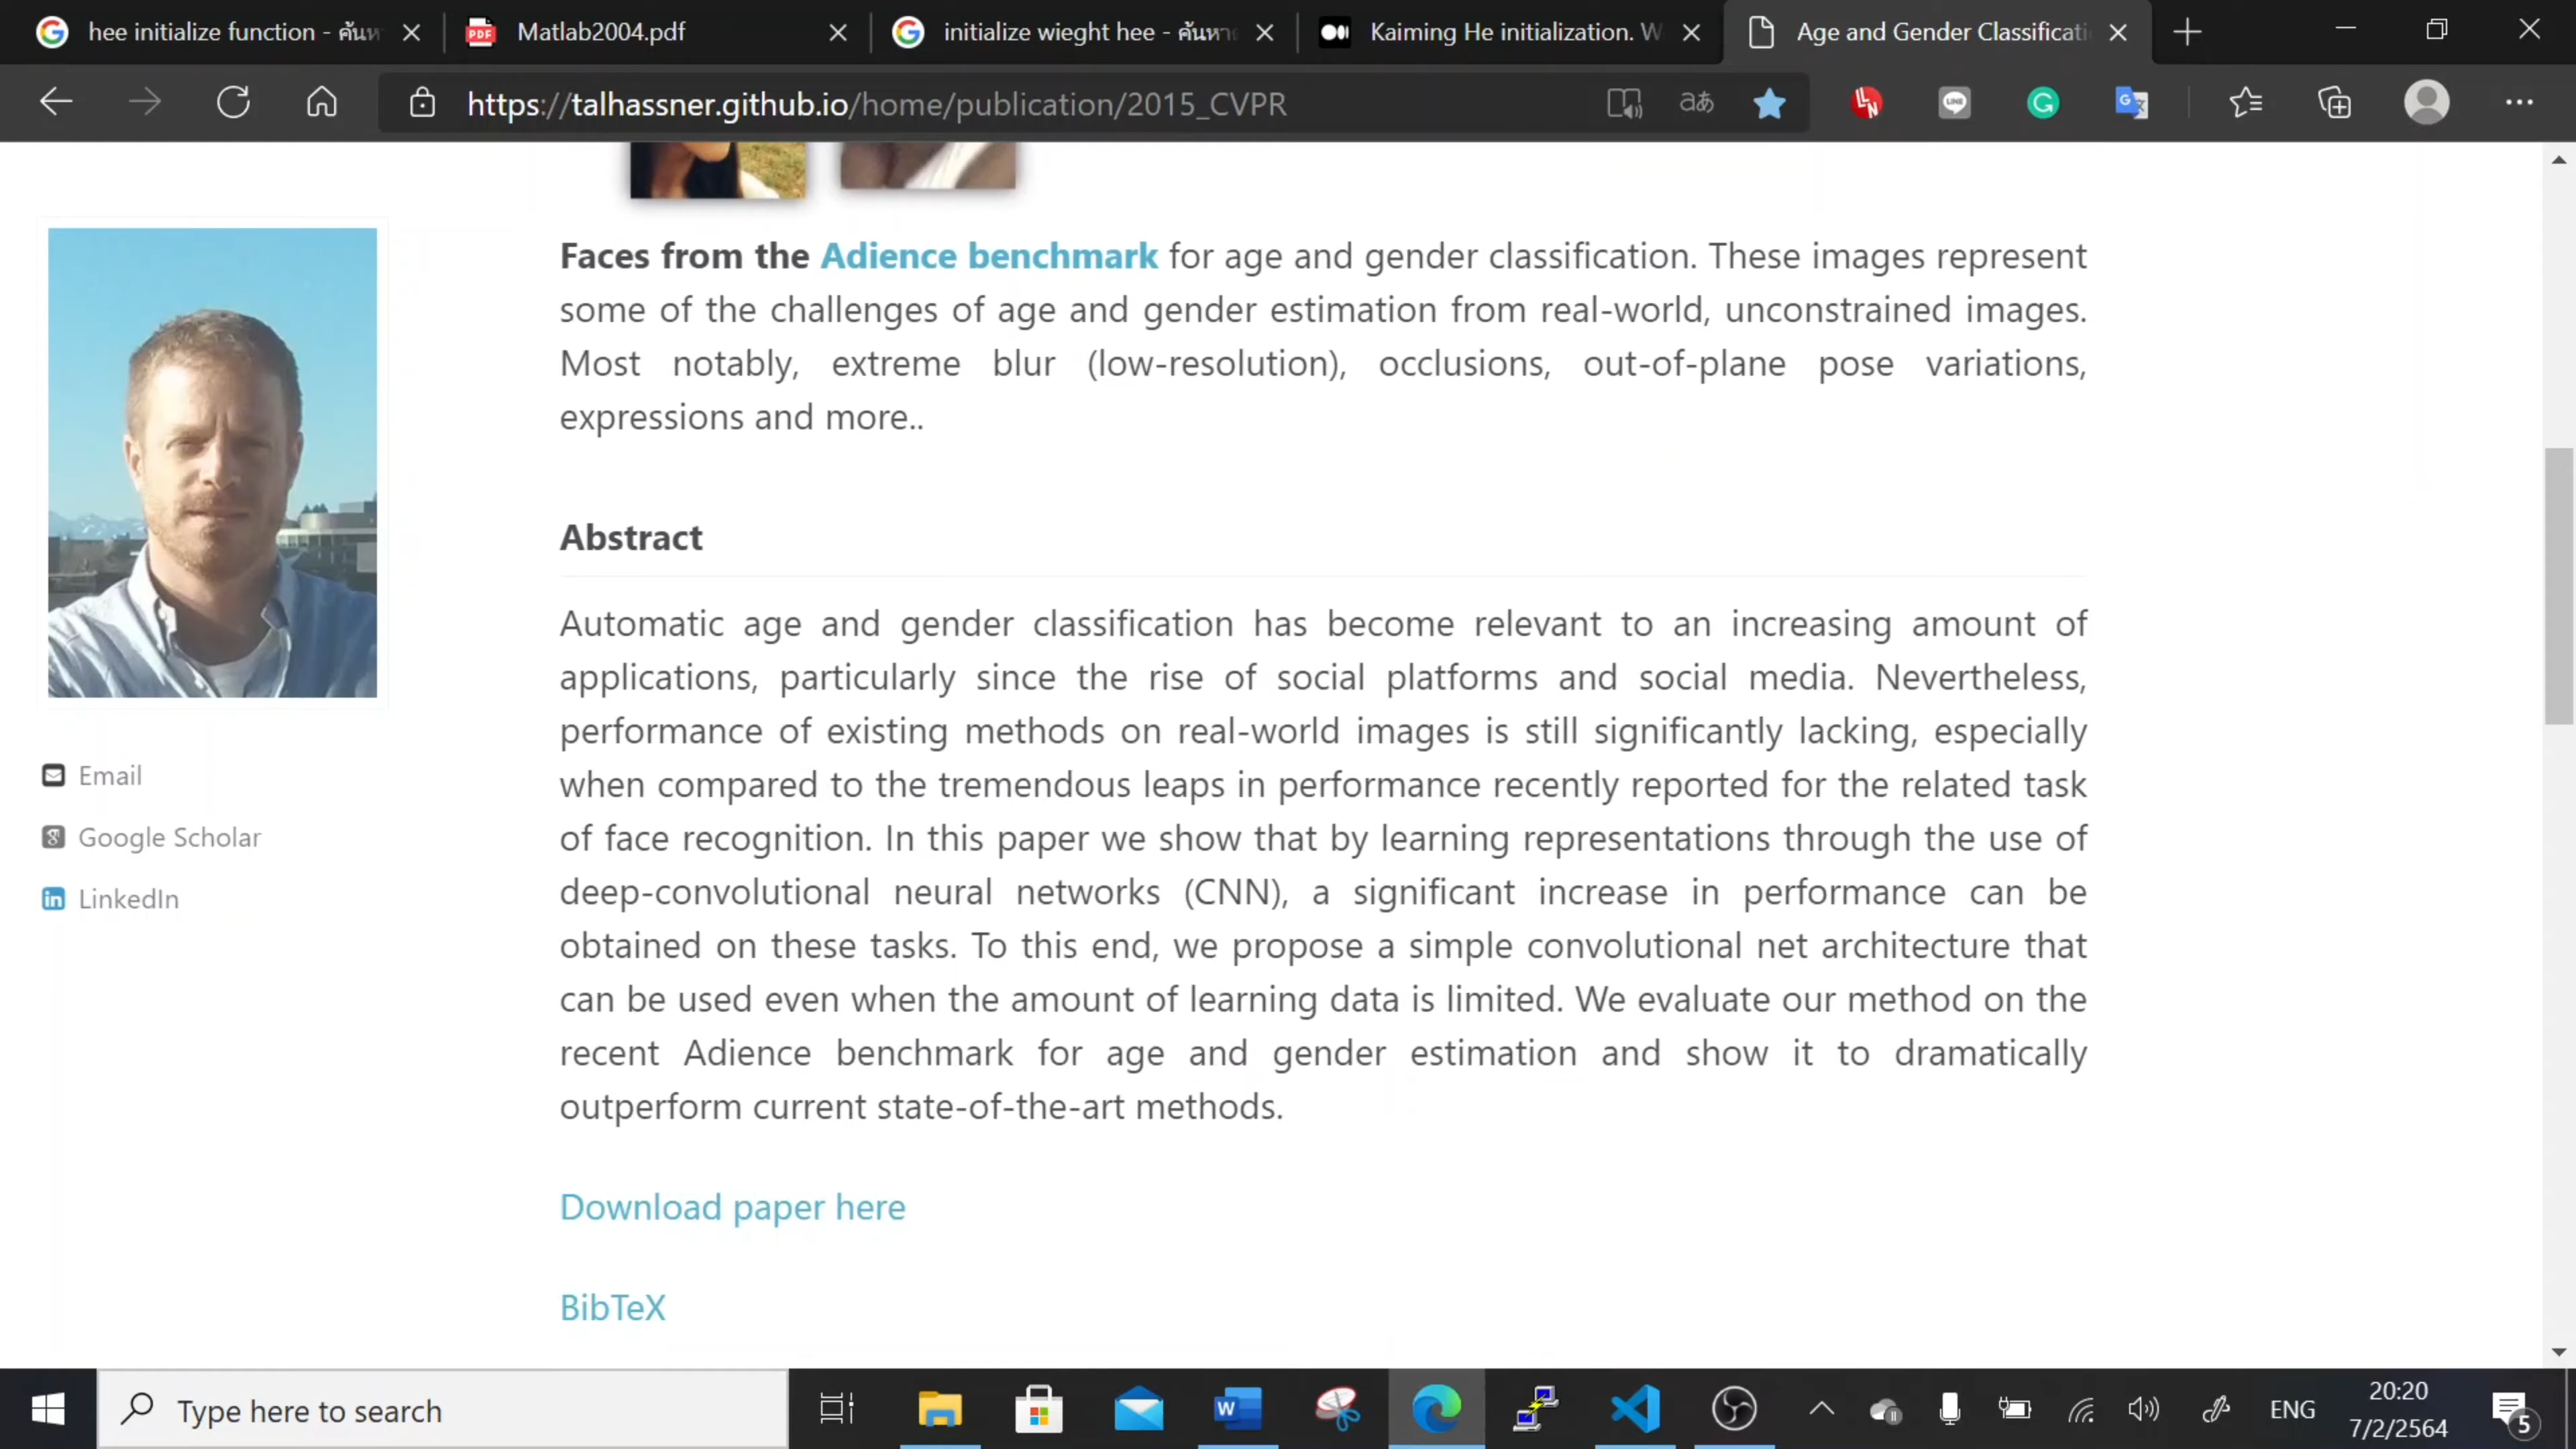 hee initialize function - ค้นห
Matlab2004.pdf
initialize wieght hee - ค้นหา
Kaiming He initialization. W
Age and Gender Classificati
https://talhassner.github.io/home/publication/2015_CVPR
Faces from the Adience benchmark for age and gender classification. These images represent
some of the challenges of age and gender estimation from real-world, unconstrained images.
Most notably, extreme blur (low-resolution), occlusions, out-of-plane pose variations,
expressions and more..
Abstract
Automatic age and gender classification has become relevant to an increasing amount of
applications, particularly since the rise of social platforms and social media. Nevertheless,
performance of existing methods on real-world images is still significantly lacking, especially
when compared to the tremendous leaps in performance recently reported for the related task
of face recognition. In this paper we show that by learning representations through the use of
deep-convolutional neural networks (CNN), a significant increase in performance can be
obtained on these tasks. To this end, we propose a simple convolutional net architecture that
can be used even when the amount of learning data is limited. We evaluate our method on the
recent Adience benchmark for age and gender estimation and show it to dramatically
outperform current state-of-the-art methods.
Download paper here
BibTeX
Email
Google Scholar
LinkedIn
Type here to search
ENG
20:20
7/2/2564
5